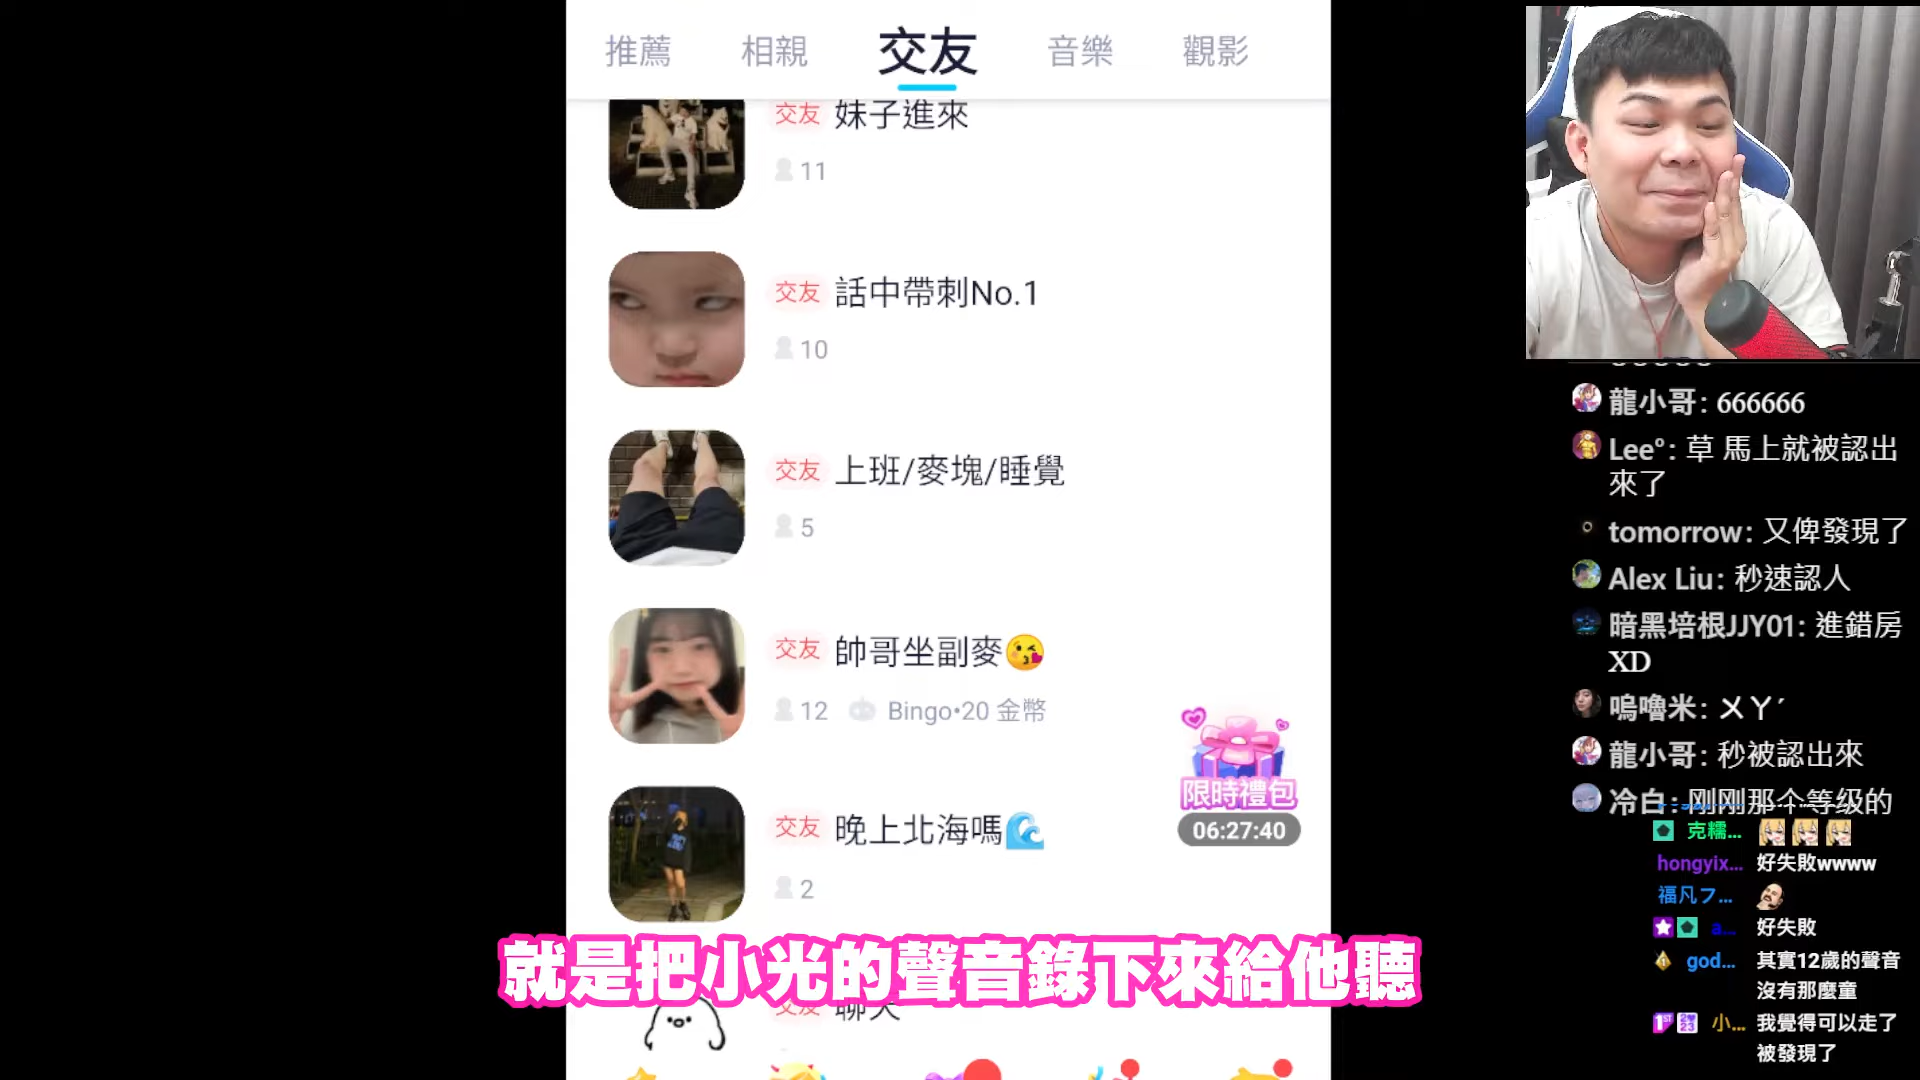 推薦 相親 交友 音樂 觀影
交友 妹子進來
11
交友 話中帶刺No.1
10
交友 上班/麥塊/睡覺
5
交友 帥哥坐副麥😘
12 Bingo•20 金幣
限時禮包
06:27:40
交友 晚上北海嗎🌊
2
就是把小光的聲音錄下來給他聽
交友 聊天
龍小哥: 666666
Lee°: 草 馬上就被認出
來了
tomorrow: 又俾發現了
Alex Liu: 秒速認人
暗黑培根JJY01: 進錯房
XD
嗚嚕米: ㄨㄚˊ
龍小哥: 秒被認出來
冷白: 刚刚那个等级的
克糯...
hongyix... 好失敗wwww
福凡フ...
a... 好失敗
god... 其實12歲的聲音
沒有那麼童
1ST 小... 我覺得可以走了
被發現了